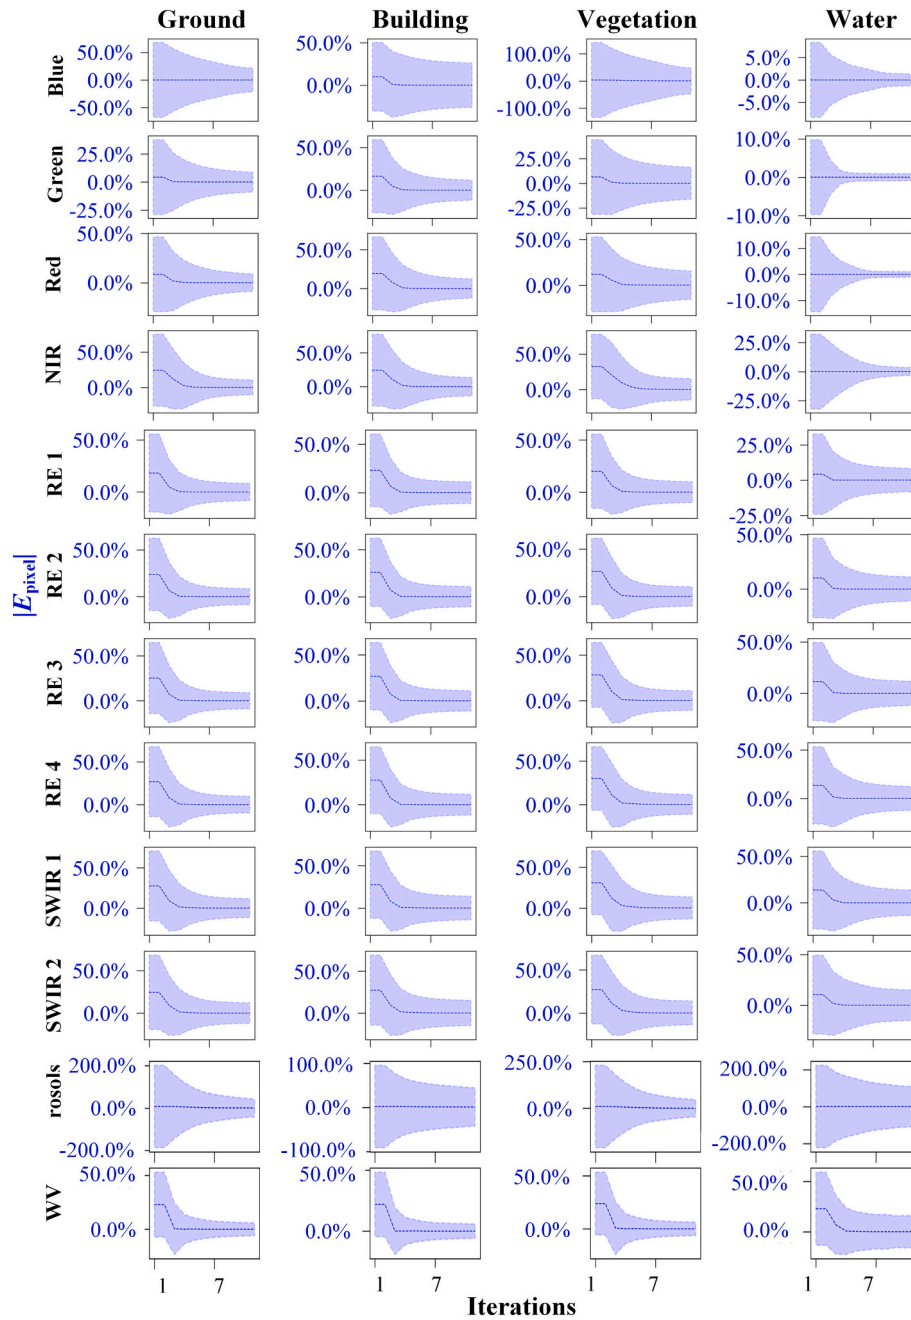 Ground Building Vegetation Water
Blue
50.0% 50.0% 100.0% 5.0%
0.0% 0.0% 0.0% 0.0%
-50.0% -100.0% -5.0%
Green
25.0% 50.0% 25.0% 10.0%
0.0% 0.0% 0.0% 0.0%
-25.0% -25.0% -10.0%
Red
50.0% 50.0% 50.0% 10.0%
0.0% 0.0% 0.0% 0.0%
-10.0%
NIR
50.0% 50.0% 50.0% 25.0%
0.0% 0.0% 0.0% 0.0%
-25.0%
RE 1
50.0% 50.0% 50.0% 25.0%
0.0% 0.0% 0.0% 0.0%
-25.0%
|E_pixel|
RE 2
50.0% 50.0% 50.0% 50.0%
0.0% 0.0% 0.0% 0.0%
RE 3
50.0% 50.0% 50.0% 50.0%
0.0% 0.0% 0.0% 0.0%
RE 4
50.0% 50.0% 50.0% 50.0%
0.0% 0.0% 0.0% 0.0%
SWIR 1
50.0% 50.0% 50.0% 50.0%
0.0% 0.0% 0.0% 0.0%
SWIR 2
50.0% 50.0% 50.0% 50.0%
0.0% 0.0% 0.0% 0.0%
rosols
200.0% 100.0% 250.0% 200.0%
0.0% 0.0% 0.0% 0.0%
-200.0% -100.0% -200.0%
WV
50.0% 50.0% 50.0% 50.0%
0.0% 0.0% 0.0% 0.0%
1 7 1 7 1 7 1 7
Iterations